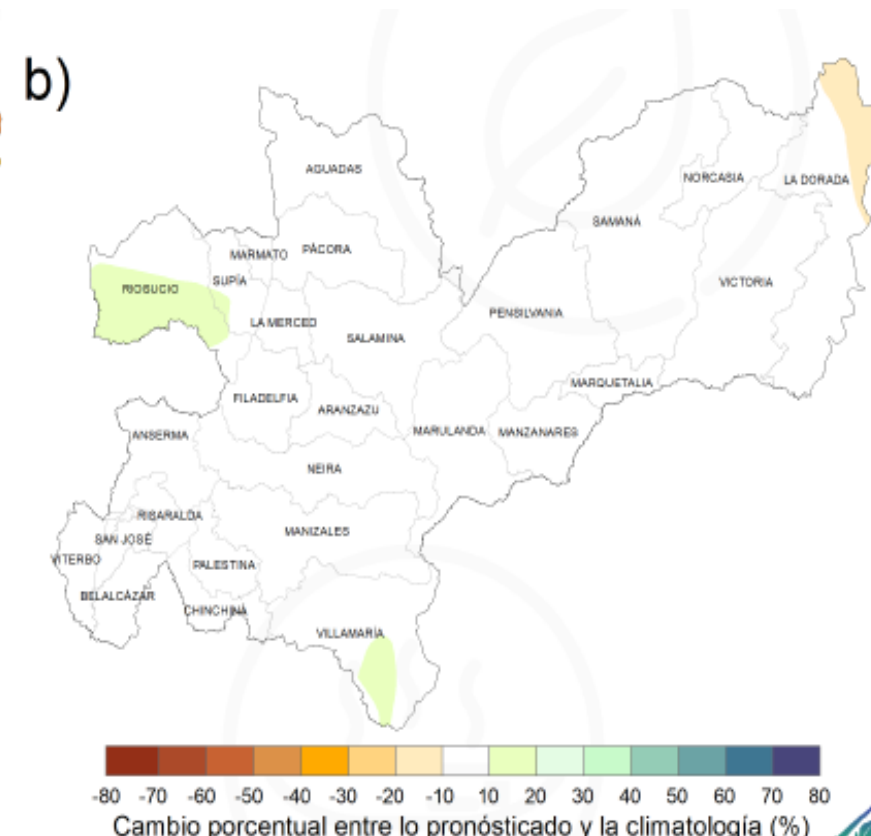 b)
AGUADAS
NORCASIA
LA DORADA
SAMANÁ
MARMATO
PÁCORA
SUPÍA
RIOSUCIO
VICTORIA
PENSILVANIA
LA MERCED
SALAMINA
MARQUETALIA
FILADELFIA
ARANZAZU
ANSERMA
MARULANDA
MANZANARES
NEIRA
RISARALDA
MANIZALES
SAN JOSÉ
VITERBO
PALESTINA
BELALCÁZAR
CHINCHINÁ
VILLAMARÍA
-80 -70 -60 -50 -40 -30 -20 -10 10 20 30 40 50 60 70 80
Cambio porcentual entre lo pronósticado y la climatología (%)